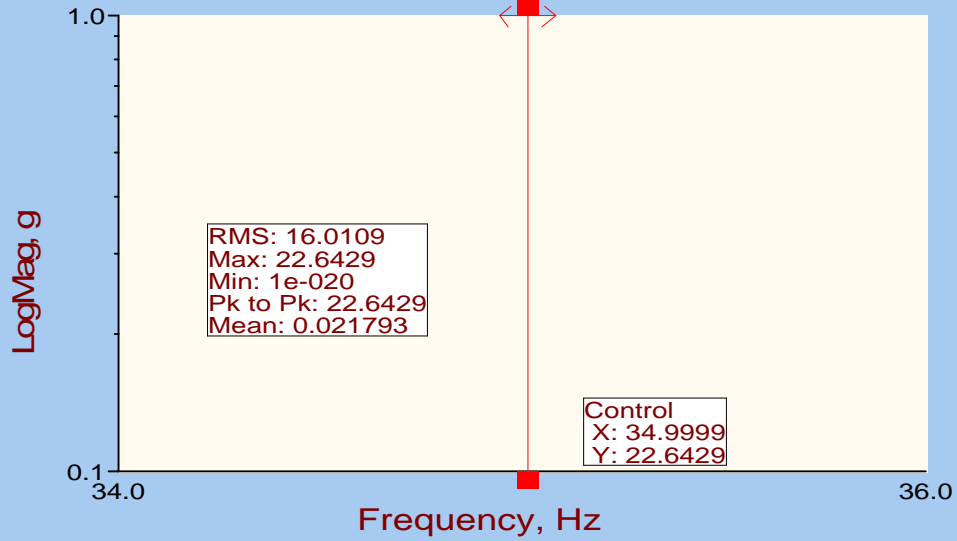 1.0
LogMag, g
RMS: 16.0109
Max: 22.6429
Min: 1e-020
Pk to Pk: 22.6429
Mean: 0.021793
Control
X: 34.9999
Y: 22.6429
0.1
34.0
36.0
Frequency, Hz